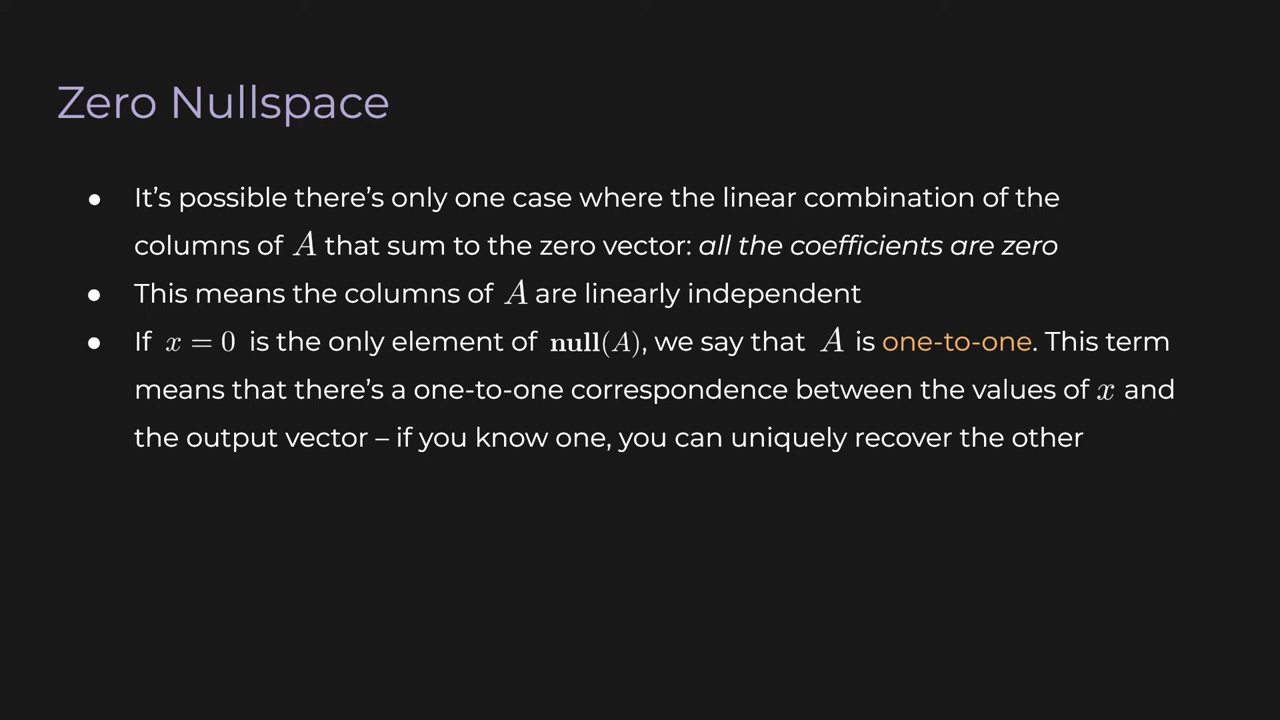 Zero Nullspace
● It’s possible there’s only one case where the linear combination of the
columns of A that sum to the zero vector: all the coefficients are zero
● This means the columns of A are linearly independent
● If x = 0 is the only element of null(A), we say that A is one-to-one. This term
means that there’s a one-to-one correspondence between the values of x and
the output vector – if you know one, you can uniquely recover the other